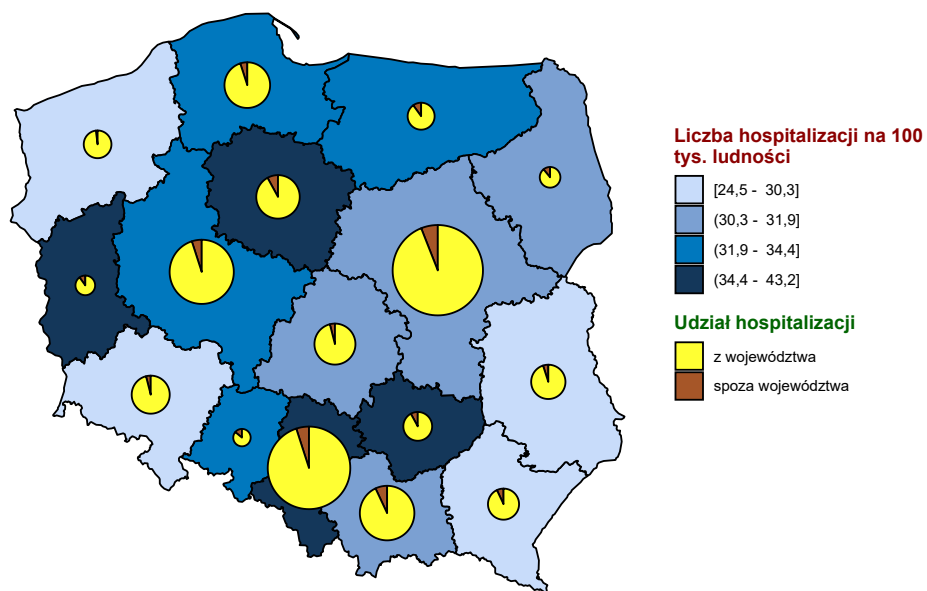 Liczba hospitalizacji na 100
tys. ludności
[24,5 - 30,3]
(30,3 - 31,9]
(31,9 - 34,4]
(34,4 - 43,2]
Udział hospitalizacji
z województwa
spoza województwa